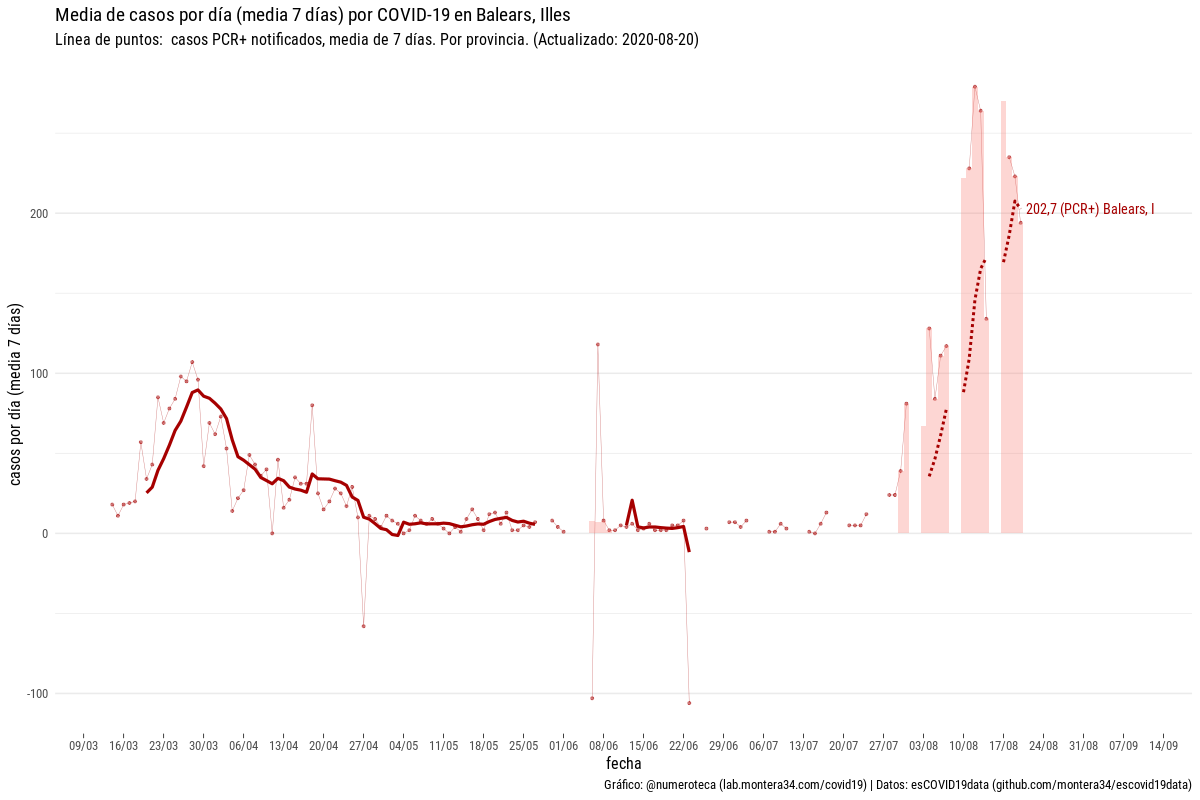 Media de casos por día (media 7 días) por COVID-19 en Balears, Illes
Línea de puntos:  casos PCR+ notificados, media de 7 días. Por provincia. (Actualizado: 2020-08-20)
casos por día (media 7 días)
200
100
0
-100
202,7 (PCR+) Balears, I
09/03 16/03 23/03 30/03 06/04 13/04 20/04 27/04 04/05 11/05 18/05 25/05 01/06 08/06 15/06 22/06 29/06 06/07 13/07 20/07 27/07 03/08 10/08 17/08 24/08 31/08 07/09 14/09
fecha
Gráfico: @numeroteca (lab.montera34.com/covid19) | Datos: esCOVID19data (github.com/montera34/escovid19data)